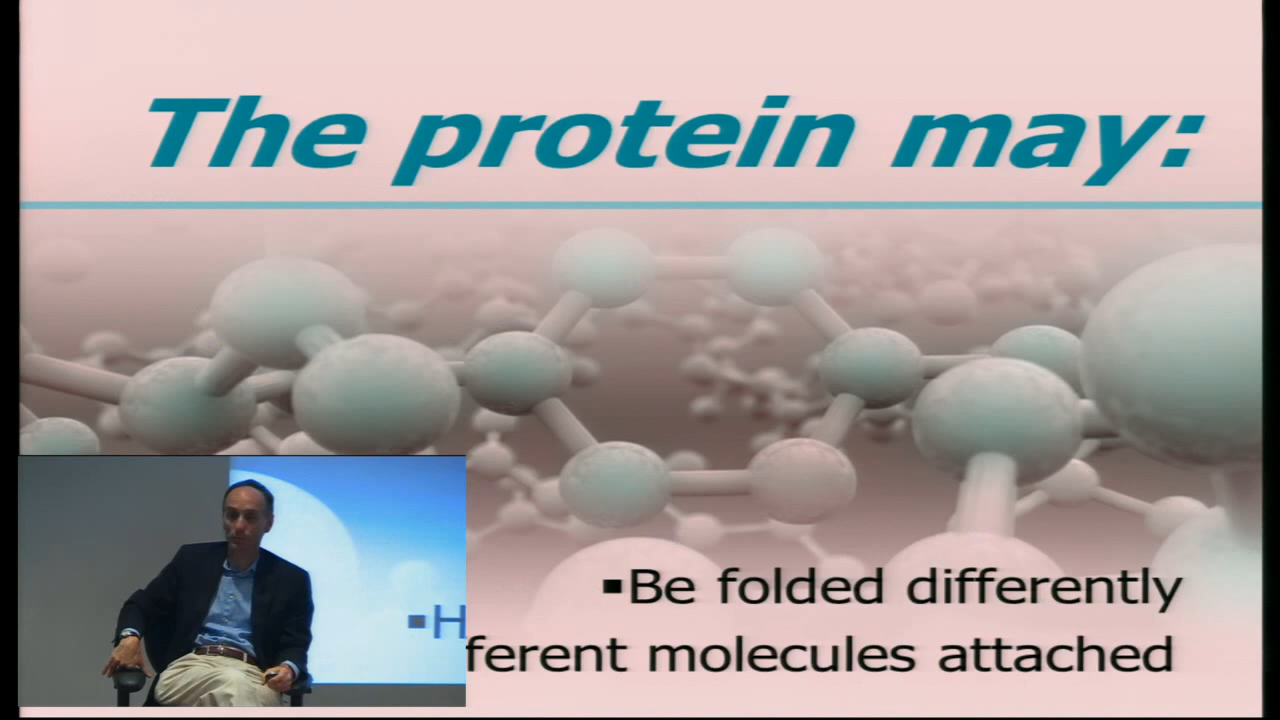 The protein may:
▪Be folded differently
▪H
ferent molecules attached